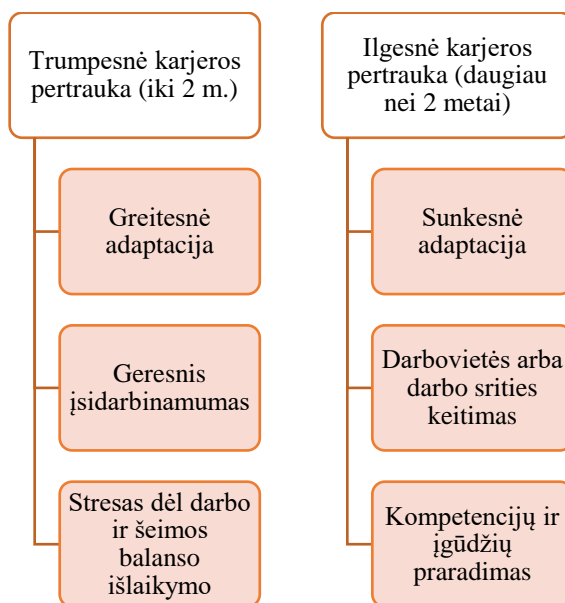 Trumpesnė karjeros
pertrauka (iki 2 m.)
Greitesnė
adaptacija
Geresnis
įsidarbinamumas
Stresas dėl darbo
ir šeimos
balanso
išlaikymo
Ilgesnė karjeros
pertrauka (daugiau
nei 2 metai)
Sunkesnė
adaptacija
Darbovietės arba
darbo srities
keitimas
Kompetencijų ir
įgūdžių
praradimas